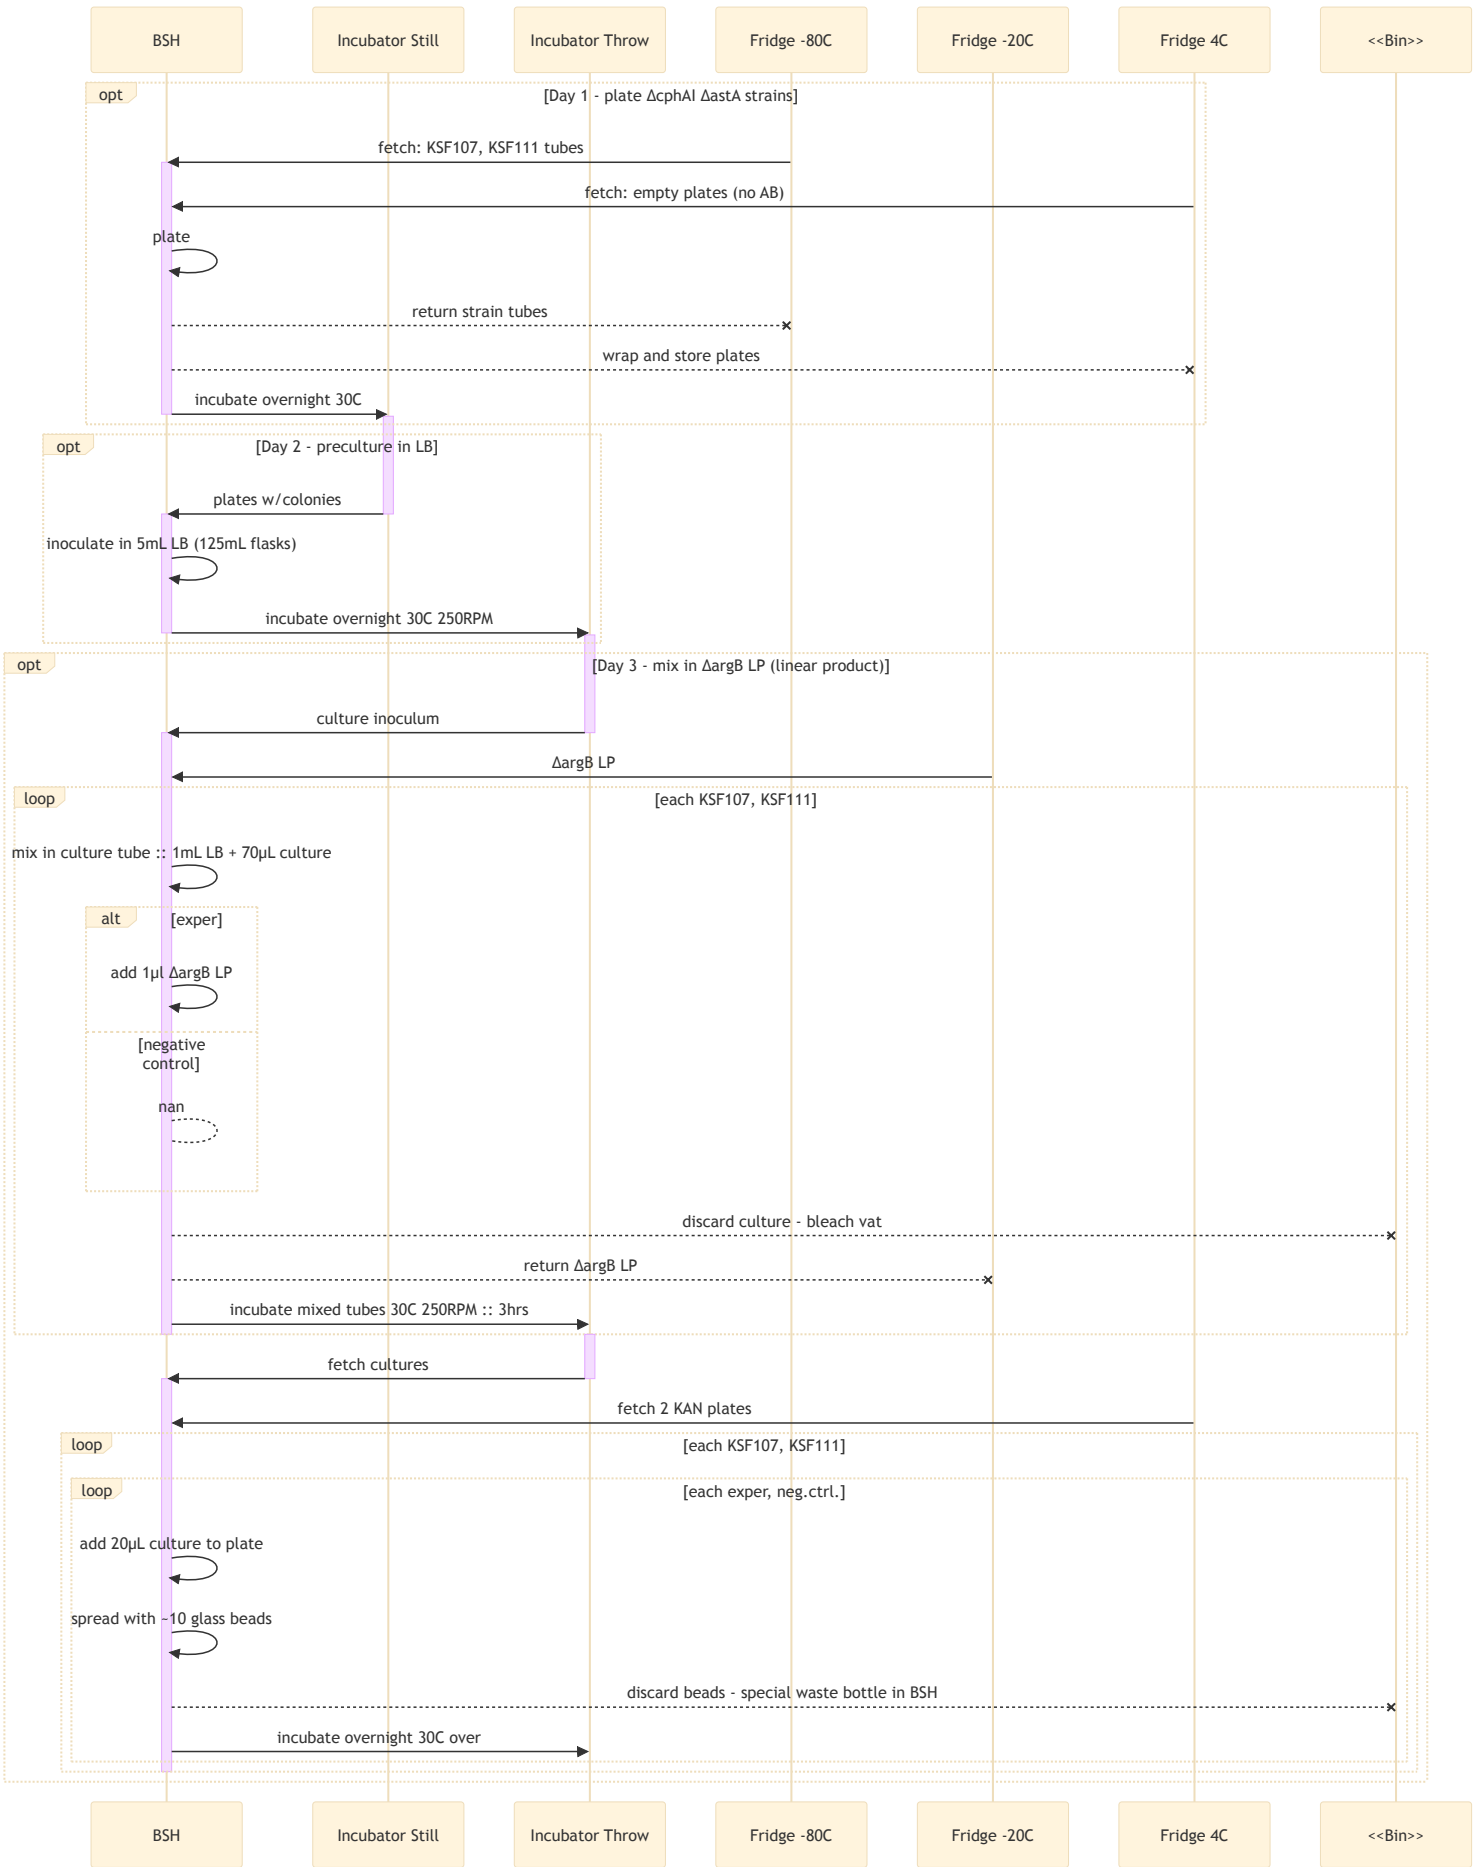 BSH
Incubator Still
Incubator Throw
Fridge -80C
Fridge -20C
Fridge 4C
<<Bin>>
opt
[Day 1 - plate ΔcphAI ΔastA strains]
fetch: KSF107, KSF111 tubes
fetch: empty plates (no AB)
plate
return strain tubes
wrap and store plates
incubate overnight 30C
opt
[Day 2 - preculture in LB]
plates w/colonies
inoculate in 5mL LB (125mL flasks)
incubate overnight 30C 250RPM
opt
[Day 3 - mix in ΔargB LP (linear product)]
culture inoculum
ΔargB LP
loop
[each KSF107, KSF111]
mix in culture tube :: 1mL LB + 70µL culture
alt
[exper]
add 1µl ΔargB LP
[negative
control]
nan
discard culture - bleach vat
return ΔargB LP
incubate mixed tubes 30C 250RPM :: 3hrs
fetch cultures
fetch 2 KAN plates
loop
[each KSF107, KSF111]
loop
[each exper, neg.ctrl.]
add 20µL culture to plate
spread with ~10 glass beads
discard beads - special waste bottle in BSH
incubate overnight 30C over
BSH
Incubator Still
Incubator Throw
Fridge -80C
Fridge -20C
Fridge 4C
<<Bin>>